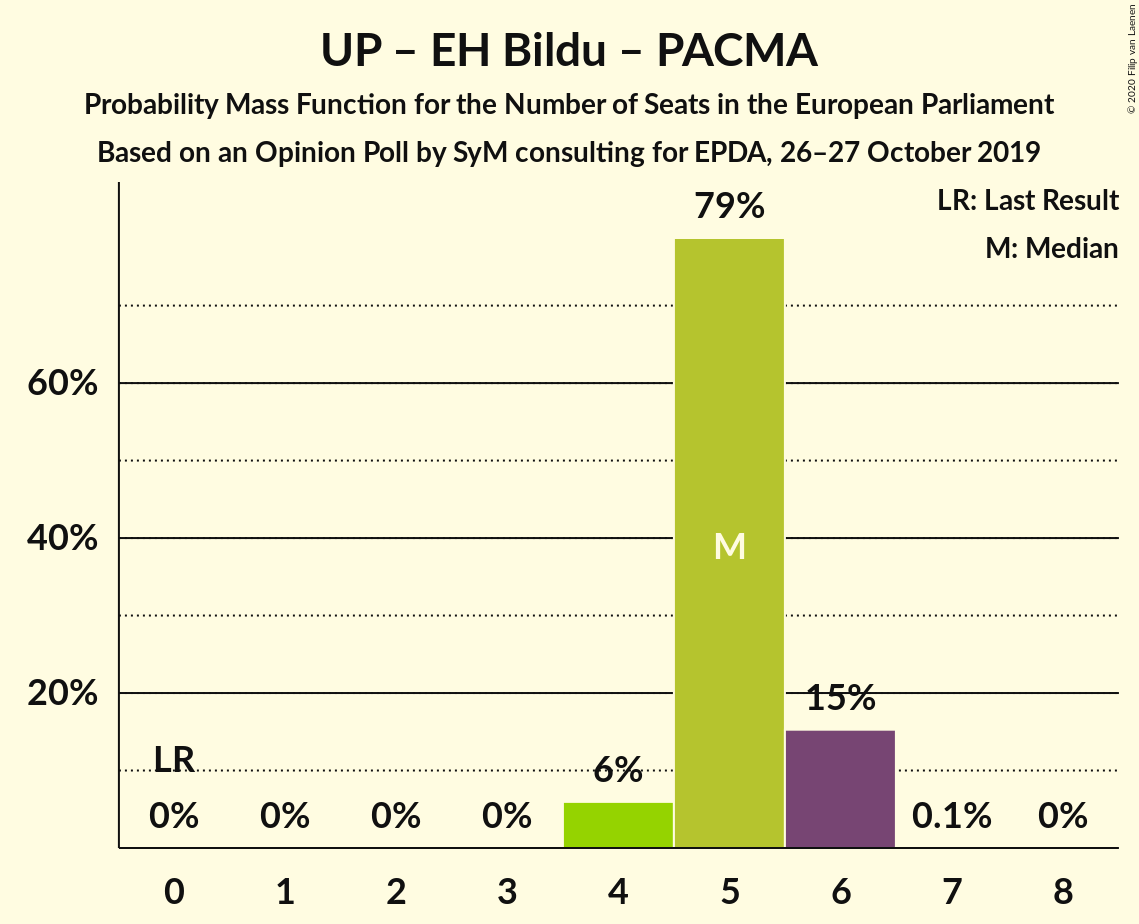 UP – EH Bildu – PACMA
Probability Mass Function for the Number of Seats in the European Parliament
Based on an Opinion Poll by SyM consulting for EPDA, 26–27 October 2019
© 2020 Filip van Laenen
LR: Last Result
M: Median
79%
60%
40%
M
20%
15%
LR
6%
0% 0% 0% 0% 0.1% 0%
0 1 2 3 4 5 6 7 8